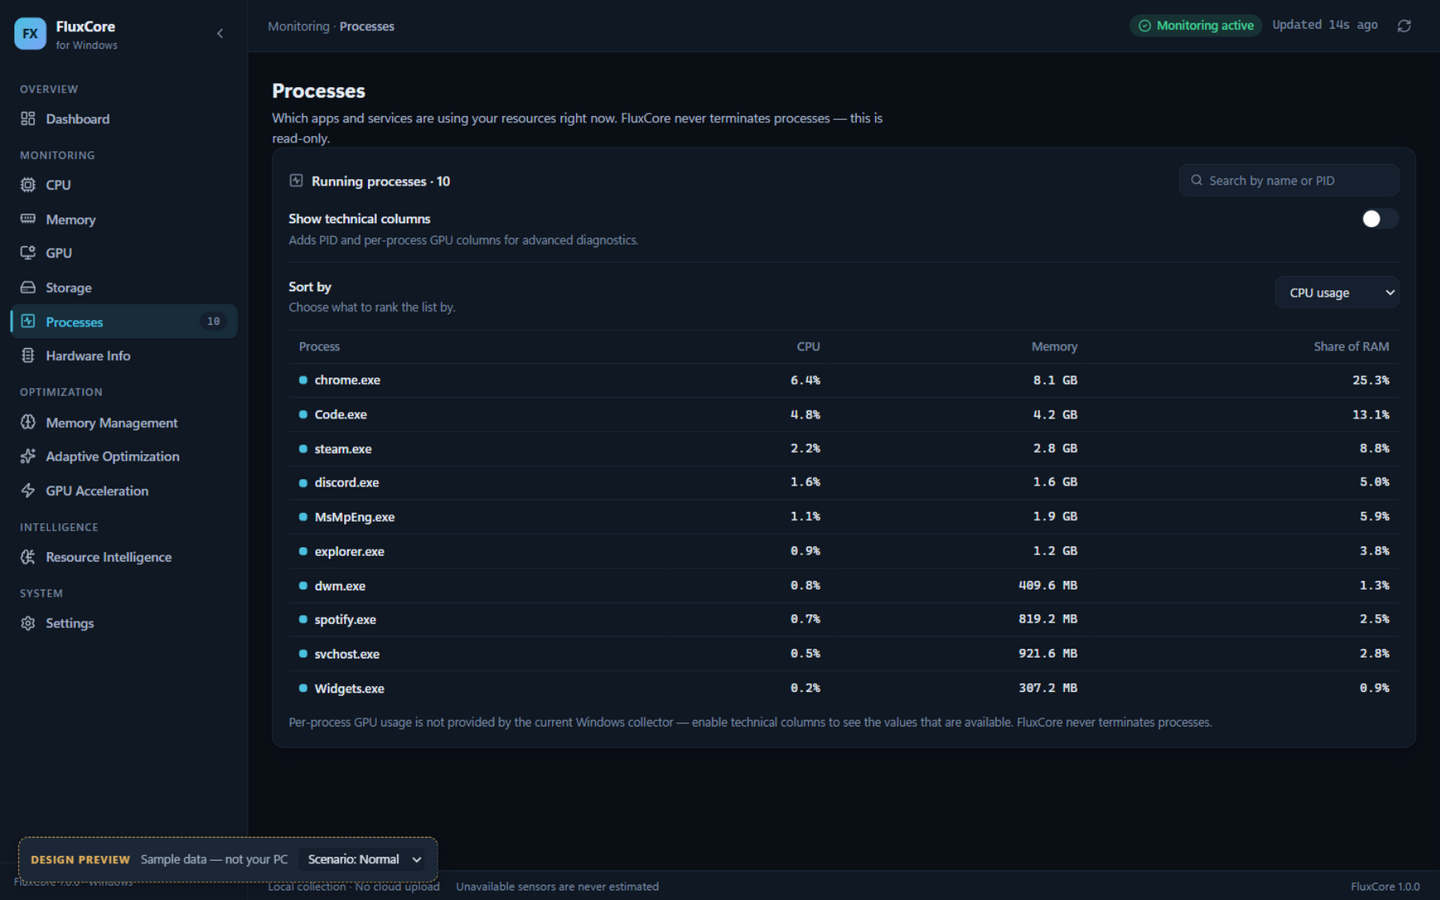 FX
FluxCore
for Windows
Monitoring · Processes
Monitoring active
Updated 14s ago
OVERVIEW
Dashboard
MONITORING
CPU
Memory
GPU
Storage
Processes 10
Hardware Info
OPTIMIZATION
Memory Management
Adaptive Optimization
GPU Acceleration
INTELLIGENCE
Resource Intelligence
SYSTEM
Settings
Processes
Which apps and services are using your resources right now. FluxCore never terminates processes — this is
read-only.
Running processes · 10
Search by name or PID
Show technical columns
Adds PID and per-process GPU columns for advanced diagnostics.
Sort by
Choose what to rank the list by.
CPU usage
Process CPU Memory Share of RAM
chrome.exe 6.4% 8.1 GB 25.3%
Code.exe 4.8% 4.2 GB 13.1%
steam.exe 2.2% 2.8 GB 8.8%
discord.exe 1.6% 1.6 GB 5.0%
MsMpEng.exe 1.1% 1.9 GB 5.9%
explorer.exe 0.9% 1.2 GB 3.8%
dwm.exe 0.8% 409.6 MB 1.3%
spotify.exe 0.7% 819.2 MB 2.5%
svchost.exe 0.5% 921.6 MB 2.8%
Widgets.exe 0.2% 307.2 MB 0.9%
Per-process GPU usage is not provided by the current Windows collector — enable technical columns to see the values that are available. FluxCore never terminates processes.
DESIGN PREVIEW Sample data — not your PC Scenario: Normal
FluxCore 1.0.0 · Windows
Local collection · No cloud upload Unavailable sensors are never estimated
FluxCore 1.0.0